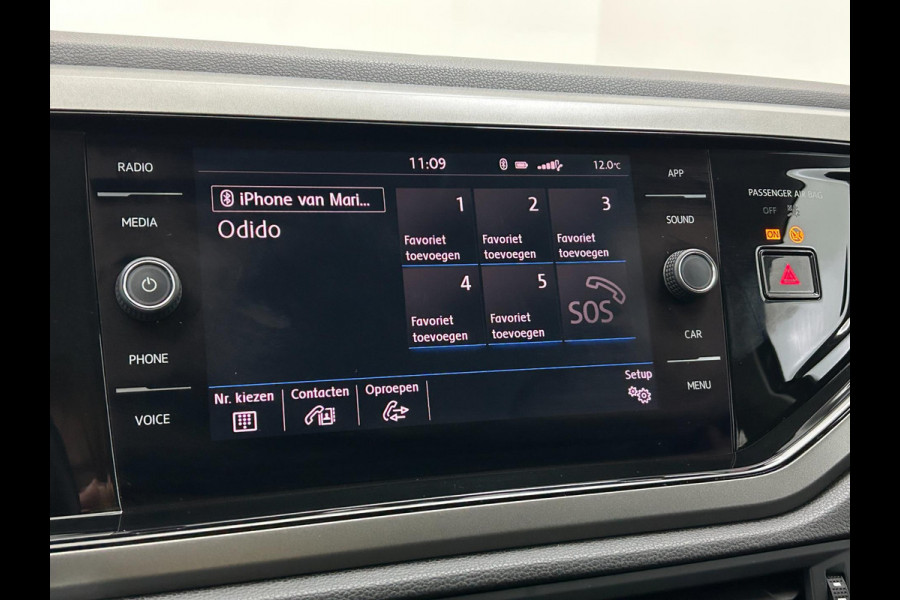 RADIO
MEDIA
PHONE
VOICE
11:09
12.0°C
iPhone van Mari...
Odido
1
Favoriet
toevoegen
2
Favoriet
toevoegen
3
Favoriet
toevoegen
4
Favoriet
toevoegen
5
Favoriet
toevoegen
SOS
Nr. kiezen
Contacten
Oproepen
Setup
APP
SOUND
CAR
MENU
PASSENGER AIR BAG
OFF
ON